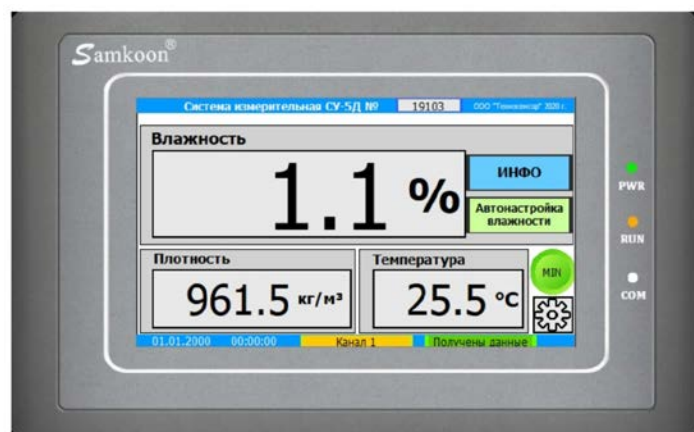 Samkoon®
Система измерительная СУ-5Д № 19103 ООО "Техносенсор" 2020 г.
Влажность
1.1 %
ИНФО
Автонастройка
влажности
PWR
RUN
COM
Плотность
961.5 кг/м³
Температура
25.5 °C
MIN
01.01.2000 00:00:00 Канал 1 Получены данные